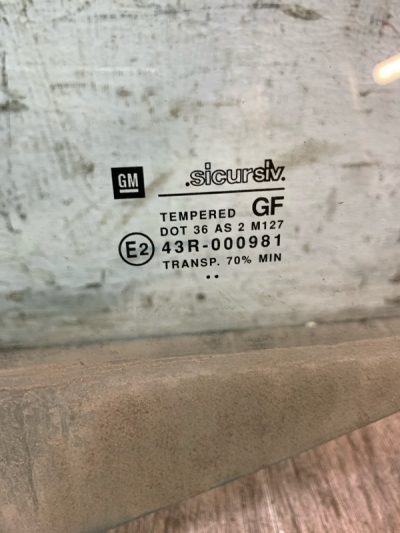 GM .sicursiv.
TEMPERED GF
DOT 36 AS 2 M127
E2 43R-000981
TRANSP. 70% MIN
..